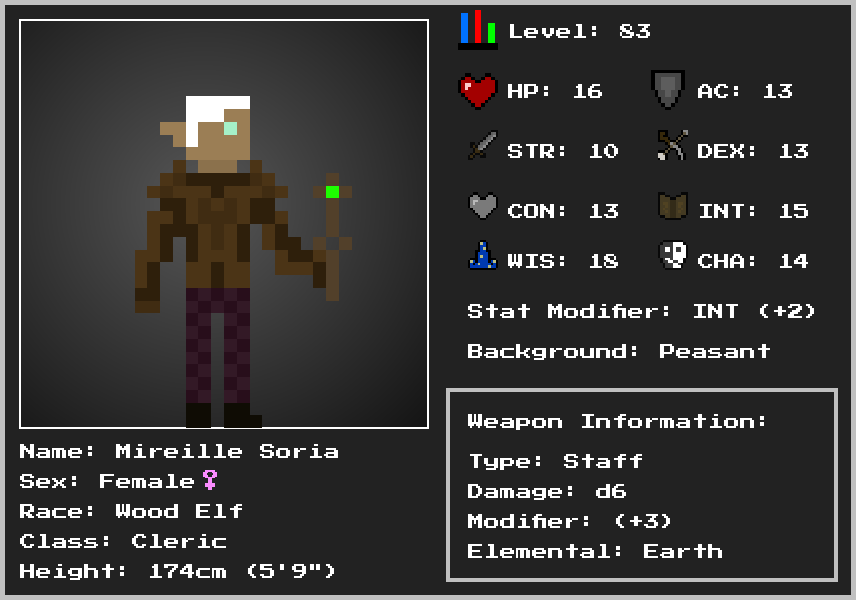 Level: 83
HP: 16 AC: 13
STR: 10 DEX: 13
CON: 13 INT: 15
WIS: 18 CHA: 14
Stat Modifier: INT (+2)
Background: Peasant
Weapon Information:
Type: Staff
Damage: d6
Modifier: (+3)
Elemental: Earth
Name: Mireille Soria
Sex: Female♀
Race: Wood Elf
Class: Cleric
Height: 174cm (5'9")